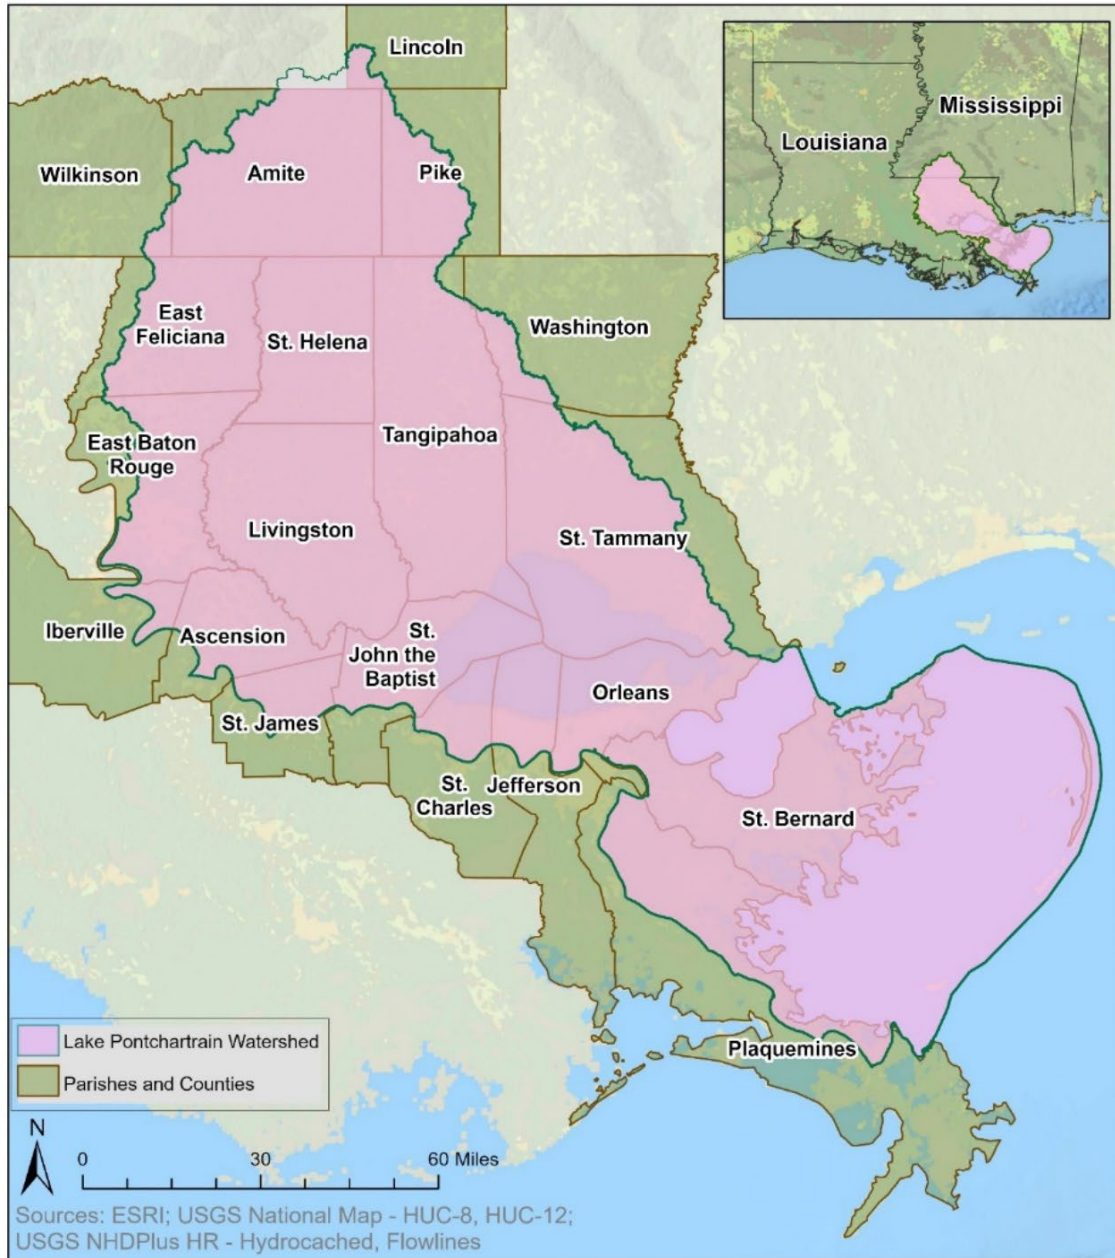 Lincoln
Mississippi
Louisiana
Wilkinson
Amite
Pike
East
Feliciana
St. Helena
Washington
East Baton
Rouge
Tangipahoa
Livingston
St. Tammany
Iberville
Ascension
St.
John the
Baptist
Orleans
St. James
St.
Charles
Jefferson
St. Bernard
Plaquemines
Lake Pontchartrain Watershed
Parishes and Counties
N
0 30 60 Miles
Sources: ESRI; USGS National Map - HUC-8, HUC-12;
USGS NHDPlus HR - Hydrocached, Flowlines